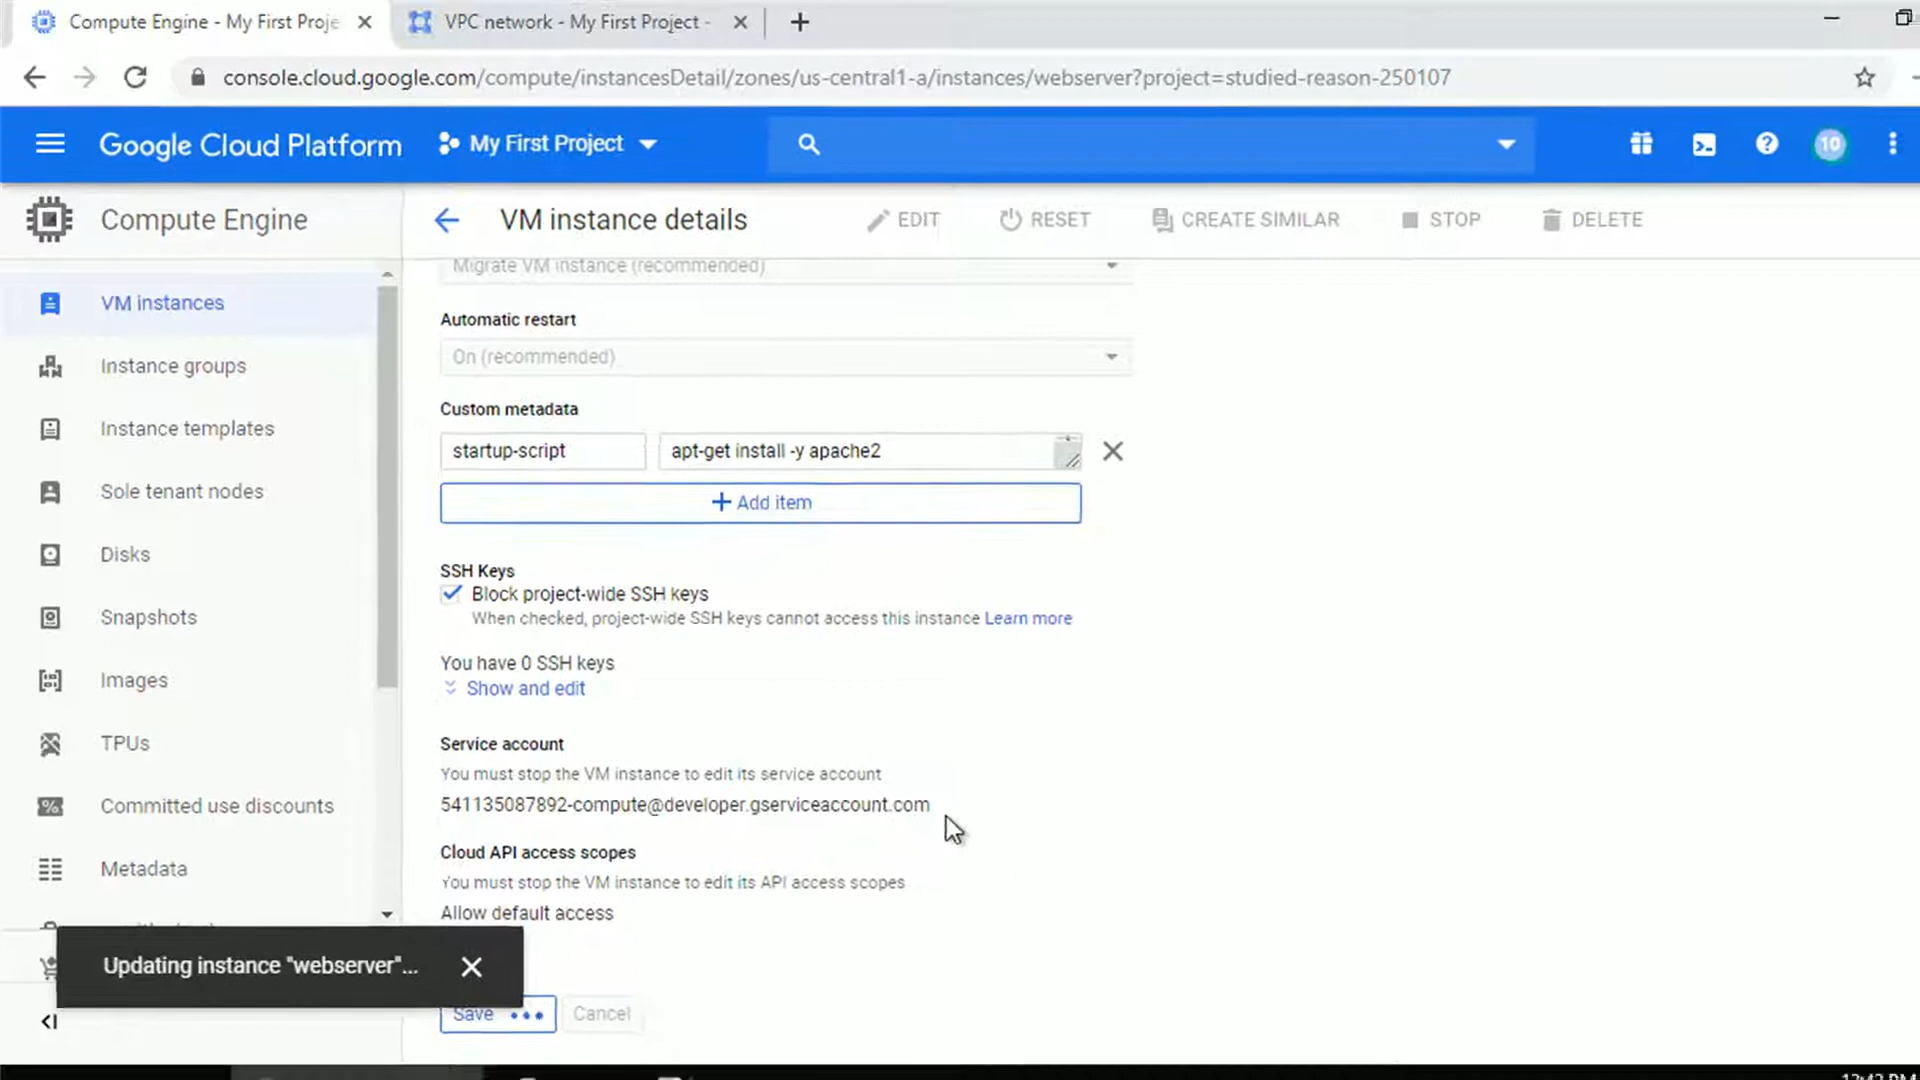 Compute Engine - My First Proje
VPC network - My First Project -
console.cloud.google.com/compute/instancesDetail/zones/us-central1-a/instances/webserver?project=studied-reason-250107
Google Cloud Platform
My First Project
10
Compute Engine
VM instance details
EDIT
RESET
CREATE SIMILAR
STOP
DELETE
VM instances
Instance groups
Instance templates
Sole tenant nodes
Disks
Snapshots
Images
TPUs
Committed use discounts
Metadata
Migrate VM instance (recommended)
Automatic restart
On (recommended)
Custom metadata
startup-script
apt-get install -y apache2
+ Add item
SSH Keys
Block project-wide SSH keys
When checked, project-wide SSH keys cannot access this instance Learn more
You have 0 SSH keys
Show and edit
Service account
You must stop the VM instance to edit its service account
541135087892-compute@developer.gserviceaccount.com
Cloud API access scopes
You must stop the VM instance to edit its API access scopes
Allow default access
Updating instance "webserver"...
Save
Cancel